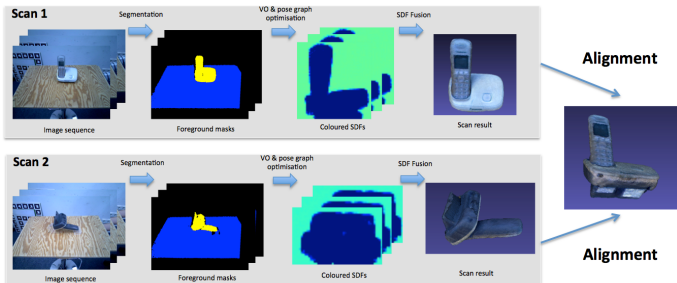 Scan 1
Segmentation
VO & pose graph
optimisation
SDF Fusion
Image sequence
Foreground masks
Coloured SDFs
Scan result
Alignment
Scan 2
Segmentation
VO & pose graph
optimisation
SDF Fusion
Image sequence
Foreground masks
Coloured SDFs
Scan result
Alignment